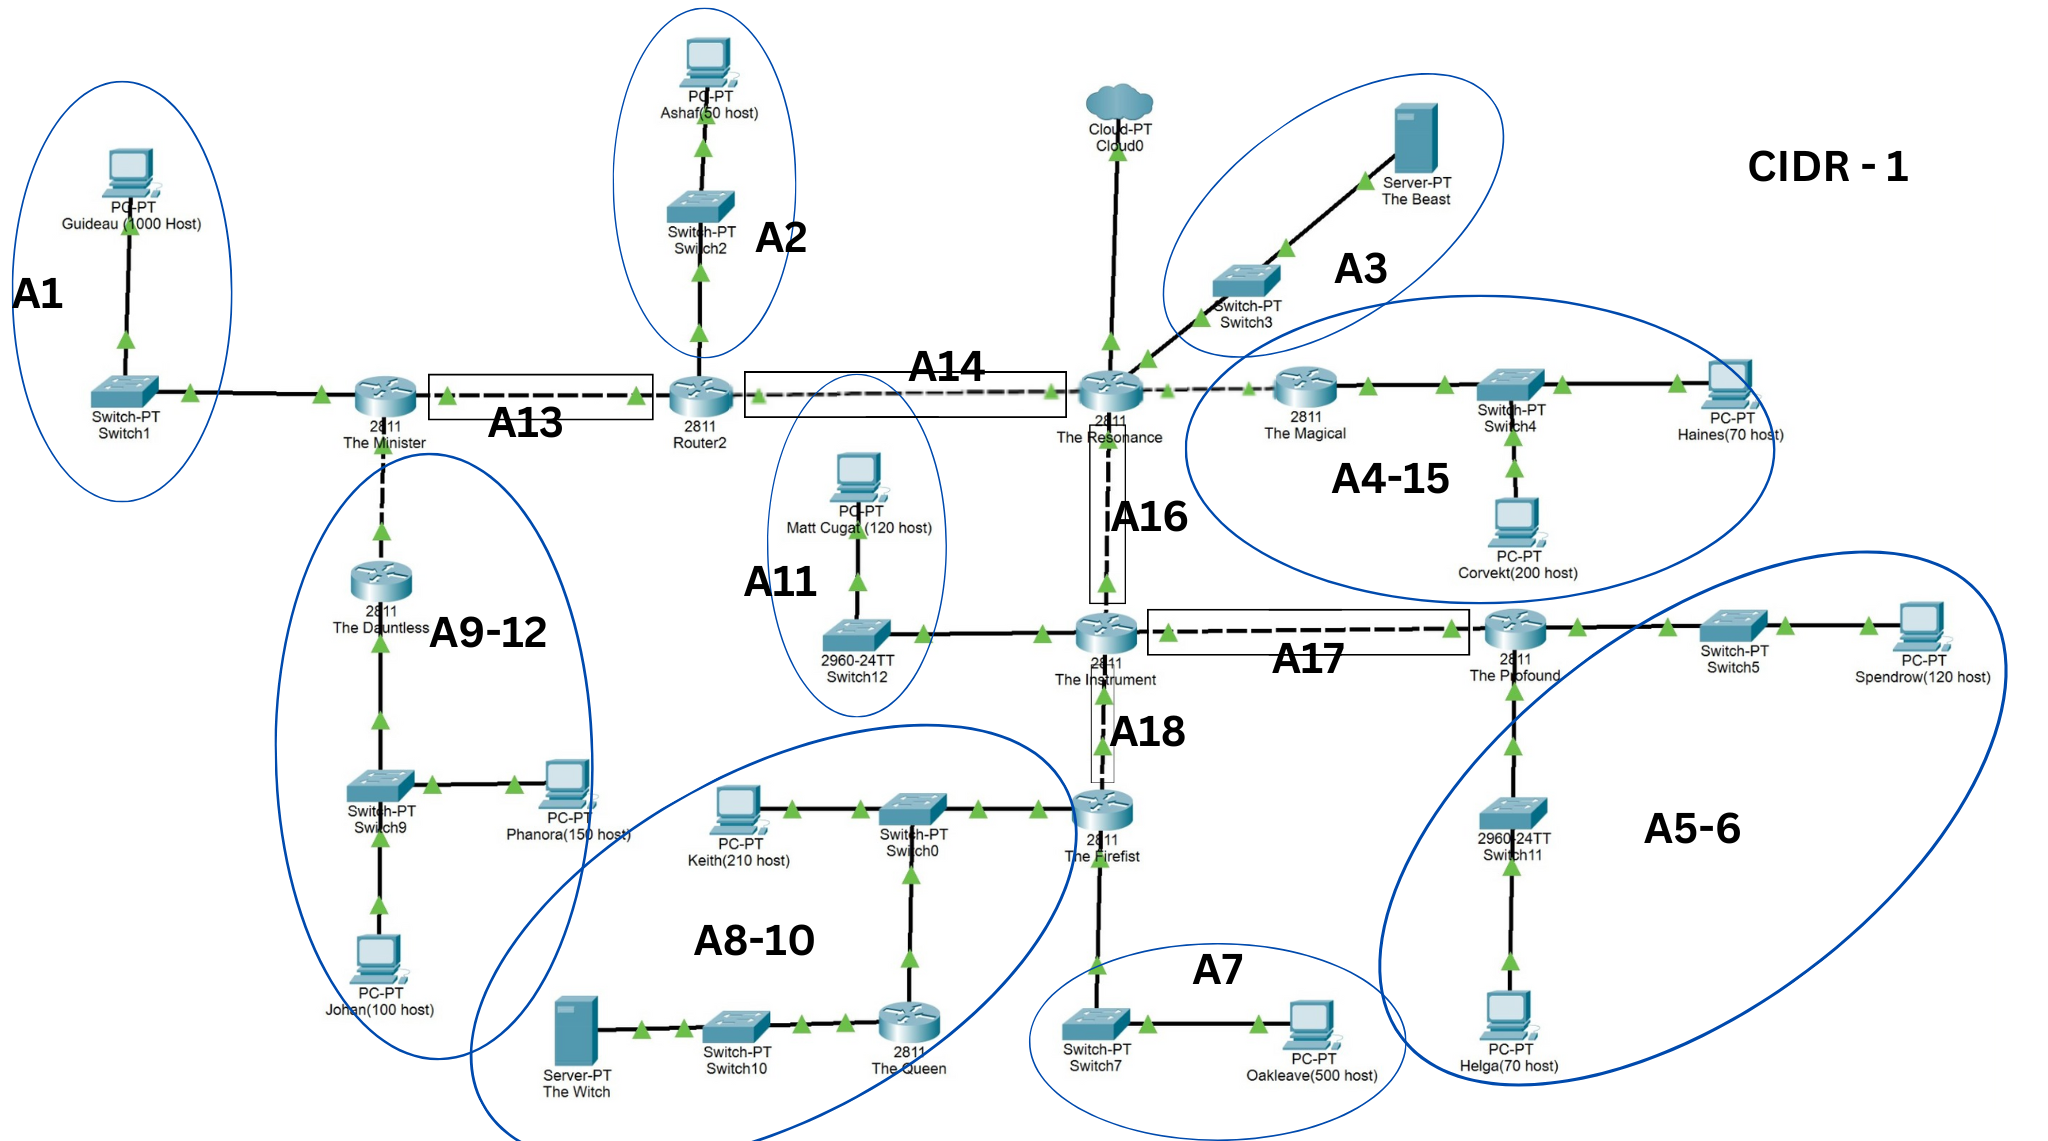 CIDR - 1
PC-PT
Ashaf(50 host)
Cloud-PT
Cloud0
Server-PT
The Beast
PC-PT
Guideau (1000 Host)
Switch-PT
Switch2
A2
A3
A1
Switch-PT
Switch3
A14
Switch-PT
Switch1
2811
The Minister
A13
2811
Router2
2811
The Resonance
2811
The Magical
Switch-PT
Switch4
PC-PT
Haines(70 host)
A4-15
PC-PT
Matt Cugat (120 host)
A16
PC-PT
Corvekt(200 host)
A11
2811
The Dauntless
A9-12
2960-24TT
Switch12
2811
The Instrument
A17
2811
The Profound
Switch-PT
Switch5
PC-PT
Spendrow(120 host)
A18
Switch-PT
Switch9
PC-PT
Phanora(150 host)
PC-PT
Keith(210 host)
Switch-PT
Switch0
2811
The Firefist
2960-24TT
Switch11
A5-6
A8-10
A7
PC-PT
Johan(100 host)
Server-PT
The Witch
Switch-PT
Switch10
2811
The Queen
Switch-PT
Switch7
PC-PT
Oakleave(500 host)
PC-PT
Helga(70 host)